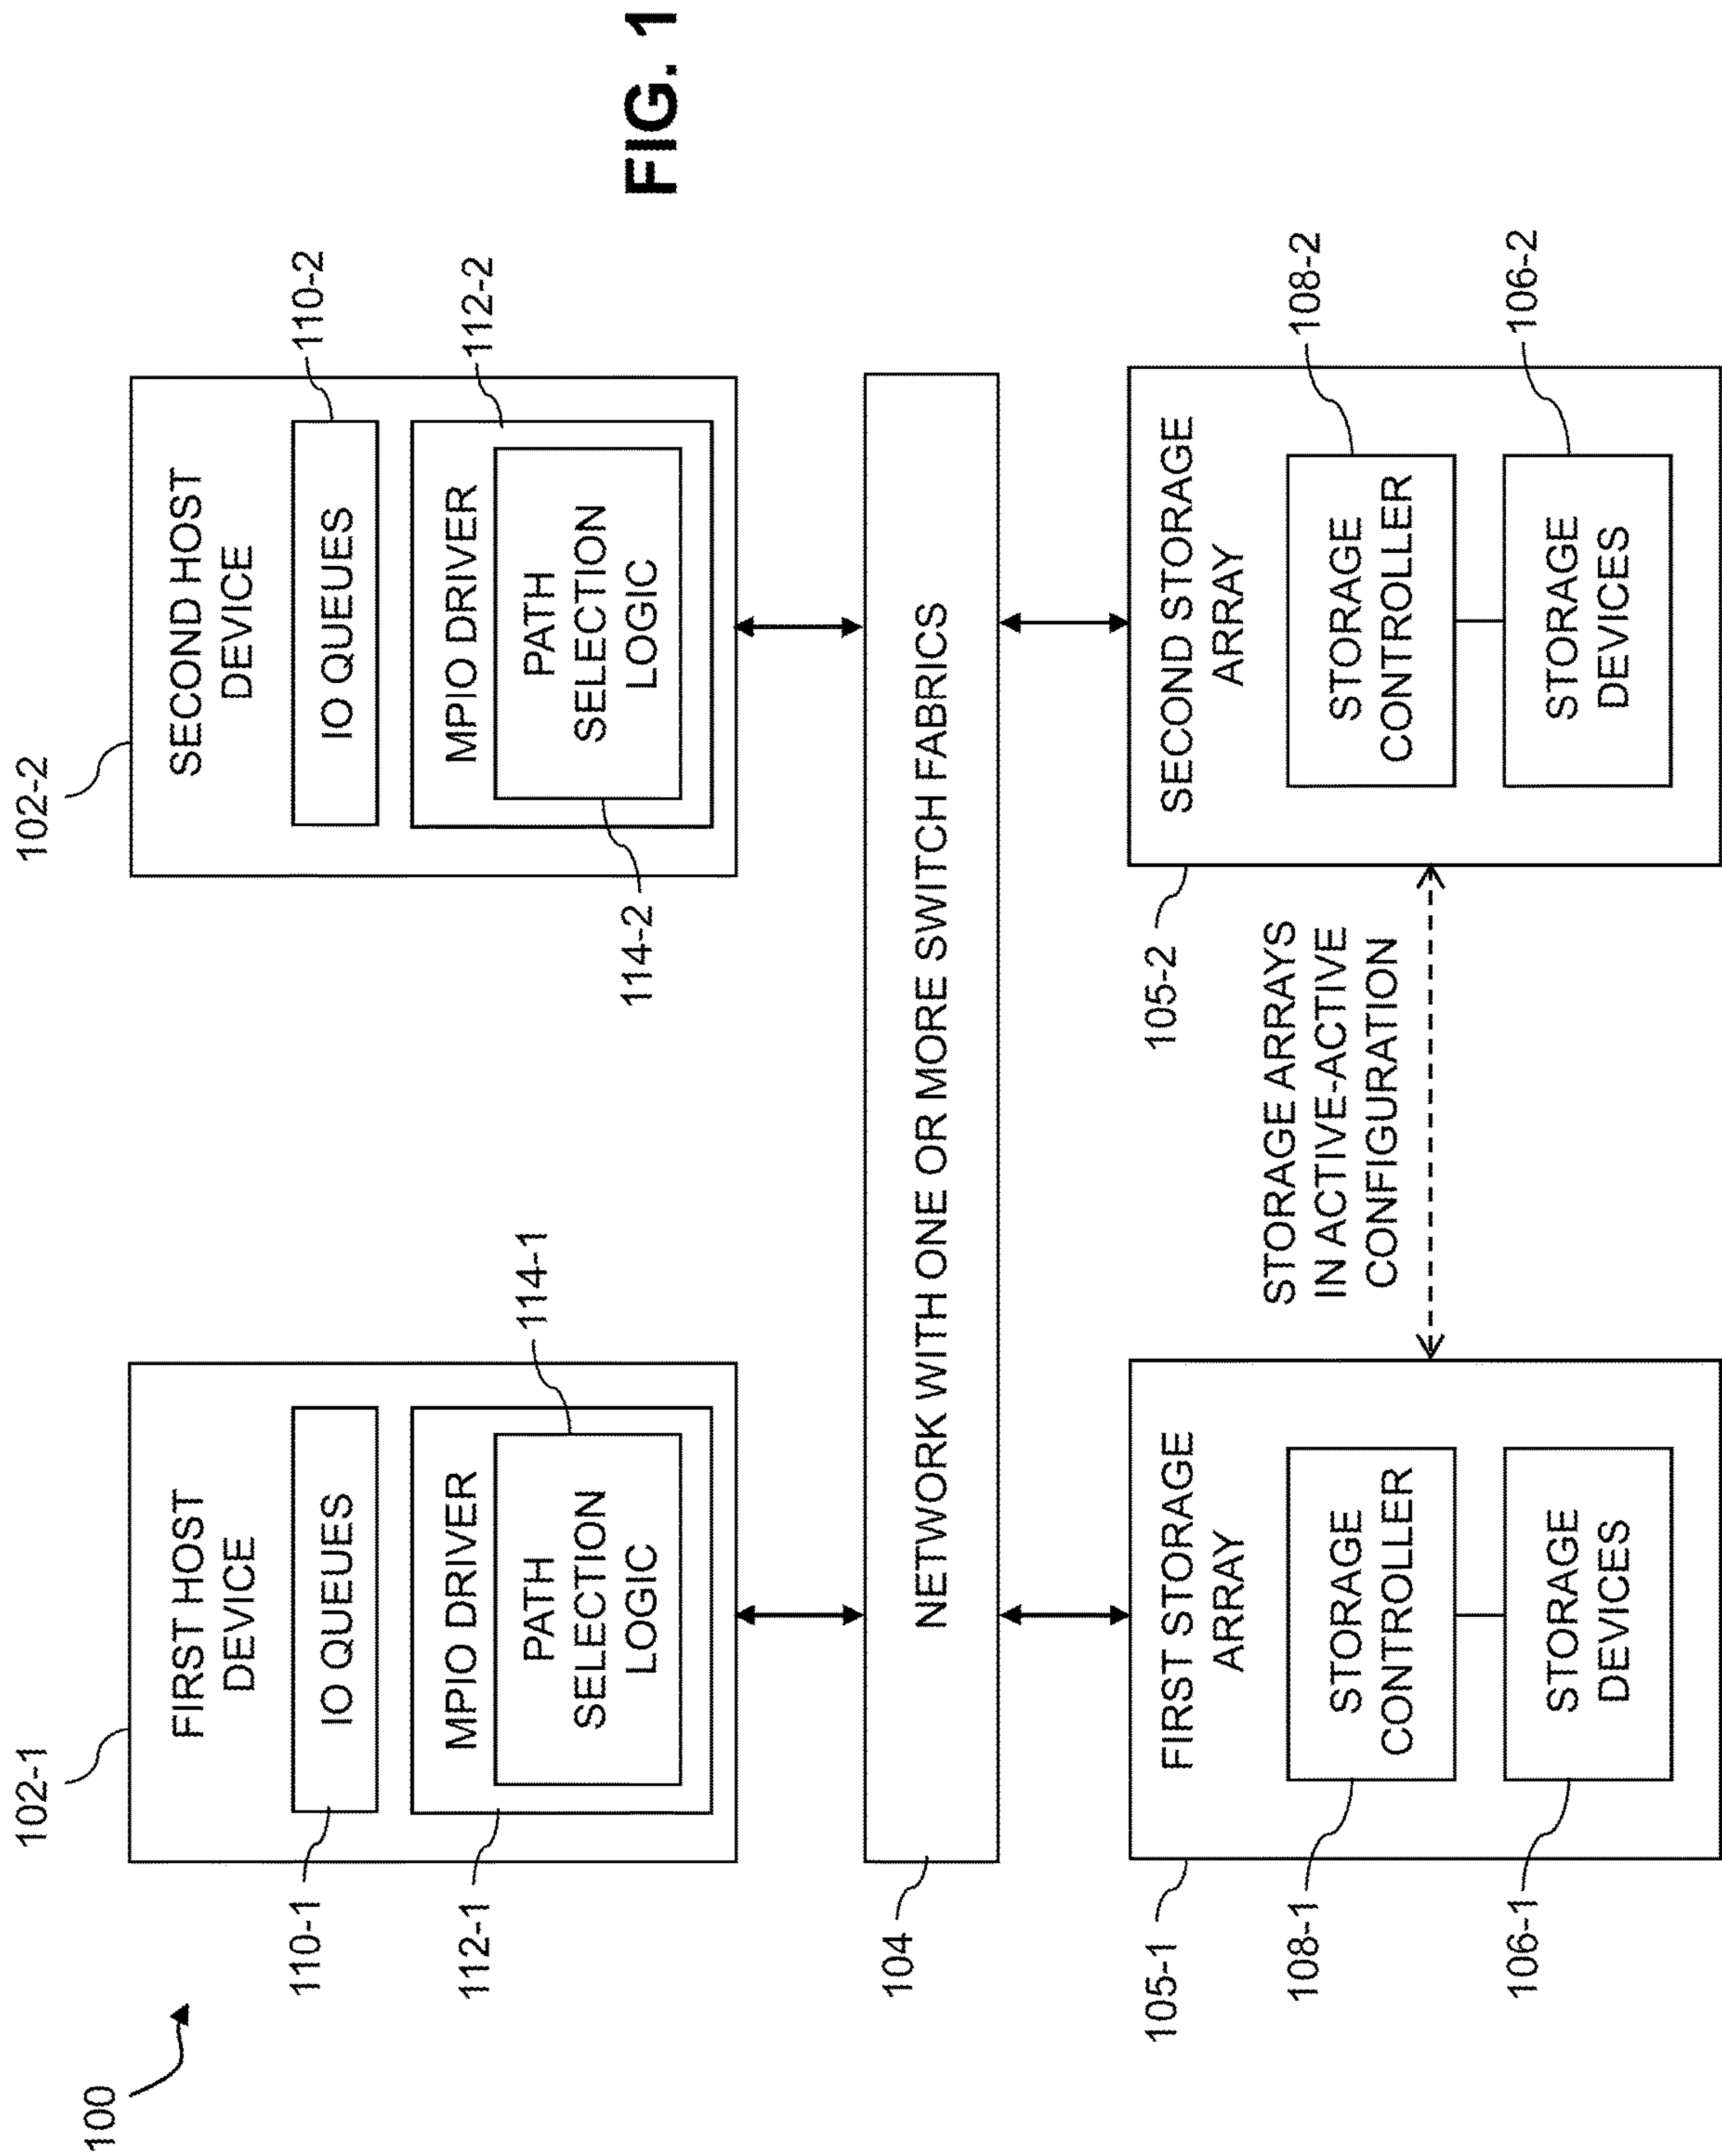 100
102-1
FIRST HOST
DEVICE
110-1
IO QUEUES
112-1
MPIO DRIVER
PATH
SELECTION
LOGIC
114-1
102-2
SECOND HOST
DEVICE
110-2
IO QUEUES
112-2
MPIO DRIVER
PATH
SELECTION
LOGIC
114-2
104
NETWORK WITH ONE OR MORE SWITCH FABRICS
105-1
FIRST STORAGE
ARRAY
108-1
STORAGE
CONTROLLER
106-1
STORAGE
DEVICES
STORAGE ARRAYS
IN ACTIVE-ACTIVE
CONFIGURATION
105-2
SECOND STORAGE
ARRAY
108-2
STORAGE
CONTROLLER
106-2
STORAGE
DEVICES
FIG. 1